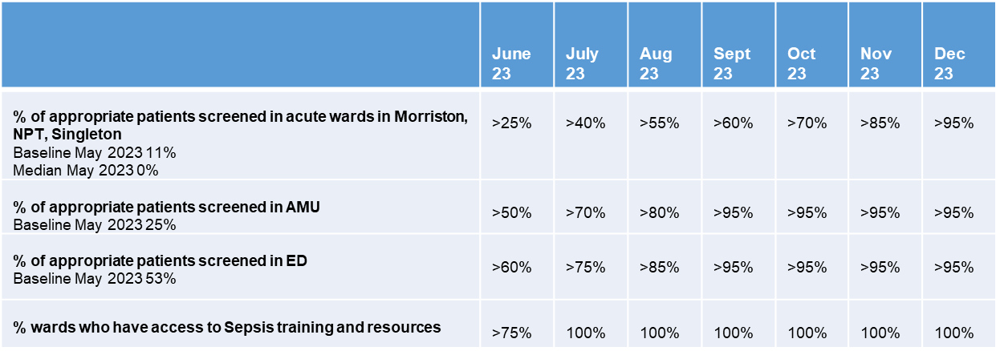 June 23 July 23 Aug 23 Sept 23 Oct 23 Nov 23 Dec 23
% of appropriate patients screened in acute wards in Morriston,
NPT, Singleton
Baseline May 2023 11%
Median May 2023 0%
>25% >40% >55% >60% >70% >85% >95%
% of appropriate patients screened in AMU
Baseline May 2023 25%
>50% >70% >80% >95% >95% >95% >95%
% of appropriate patients screened in ED
Baseline May 2023 53%
>60% >75% >85% >95% >95% >95% >95%
% wards who have access to Sepsis training and resources
>75% 100% 100% 100% 100% 100% 100%